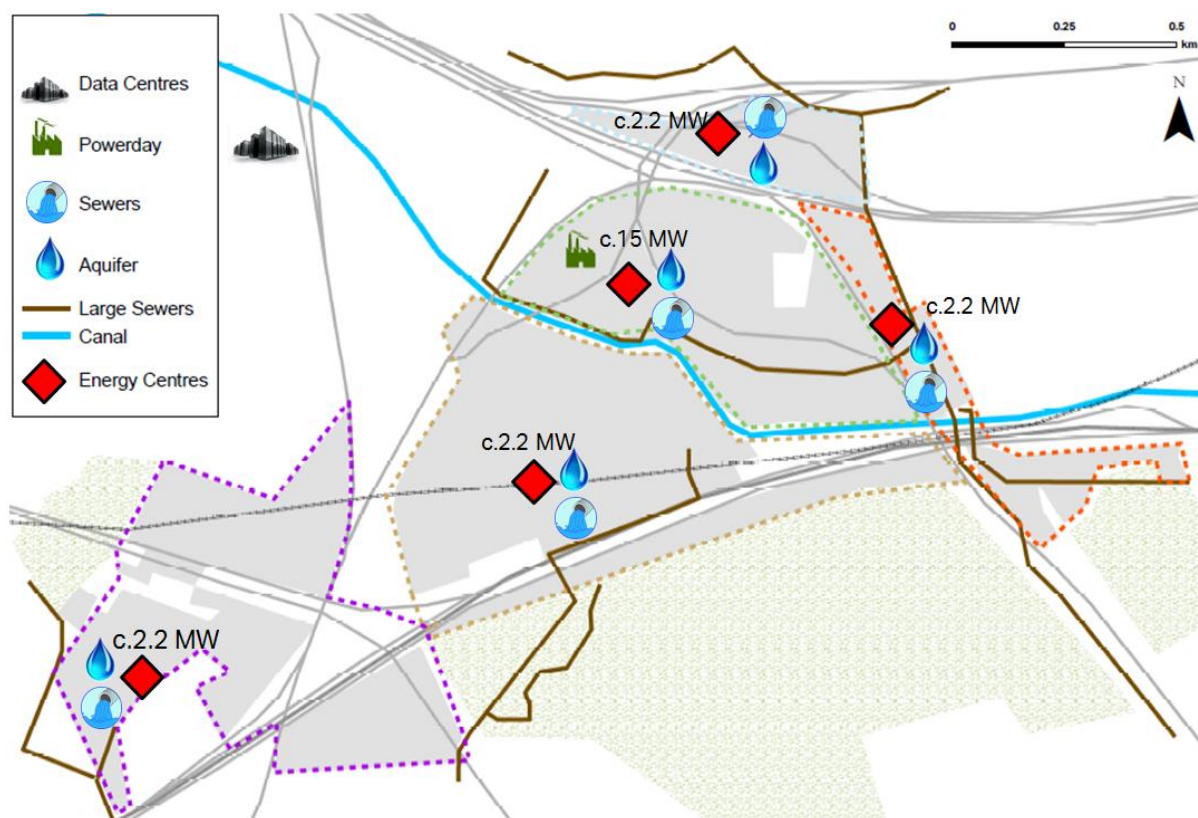 Data Centres
Powerday
Sewers
Aquifer
Large Sewers
Canal
Energy Centres
0 0.25 0.5
km
N
c.2.2 MW
c.15 MW
c.2.2 MW
c.2.2 MW
c.2.2 MW